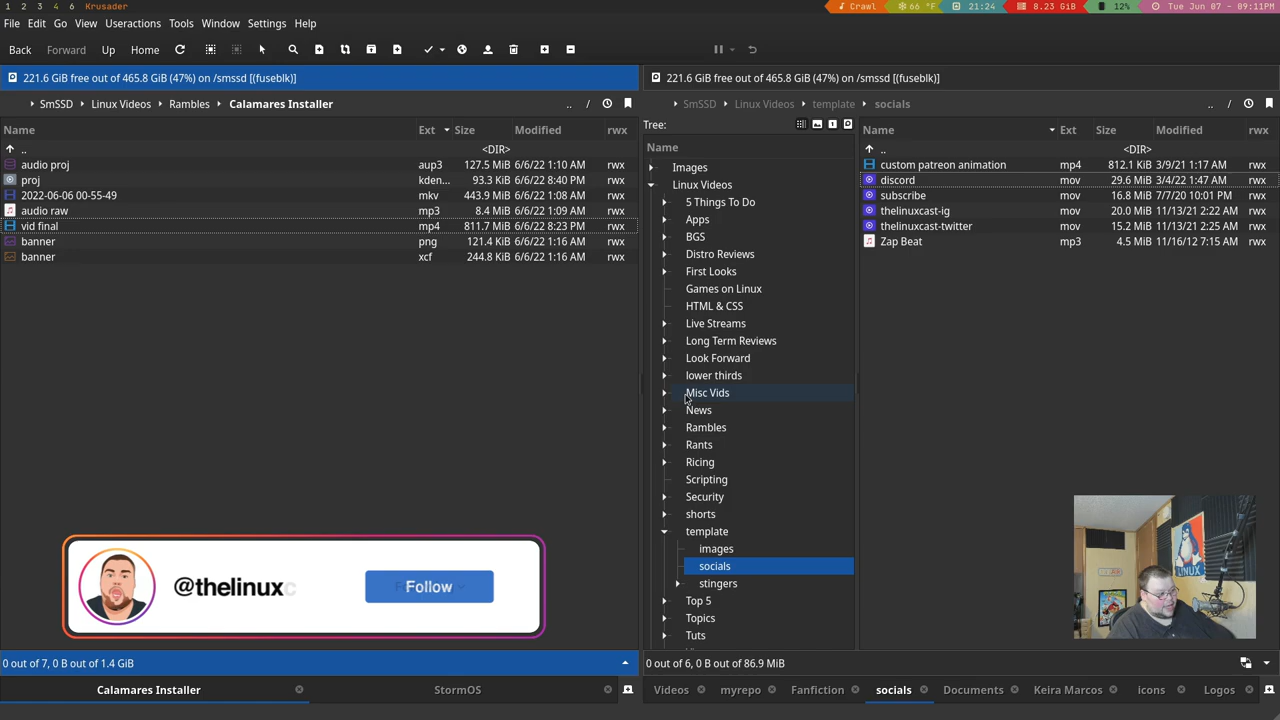 1 2 3 4 6 Krusader
Crawl 66 °F 21:24 8.23 GiB 12% Tue Jun 07 - 09:11PM
File Edit Go View Useractions Tools Window Settings Help
Back Forward Up Home
221.6 GiB free out of 465.8 GiB (47%) on /smssd [(fuseblk)]
SmSSD Linux Videos Rambles Calamares Installer .. /
Name Ext Size Modified rwx
.. <DIR>
audio proj aup3 127.5 MiB 6/6/22 1:10 AM rwx
proj kden... 93.3 KiB 6/6/22 8:40 PM rwx
2022-06-06 00-55-49 mkv 443.9 MiB 6/6/22 1:08 AM rwx
audio raw mp3 8.4 MiB 6/6/22 1:09 AM rwx
vid final mp4 811.7 MiB 6/6/22 8:23 PM rwx
banner png 121.4 KiB 6/6/22 1:16 AM rwx
banner xcf 244.8 KiB 6/6/22 1:16 AM rwx
@thelinuxc Follow
0 out of 7, 0 B out of 1.4 GiB
Calamares Installer StormOS
221.6 GiB free out of 465.8 GiB (47%) on /smssd [(fuseblk)]
SmSSD Linux Videos template socials .. /
Tree:
Name
Images
Linux Videos
5 Things To Do
Apps
BGS
Distro Reviews
First Looks
Games on Linux
HTML & CSS
Live Streams
Long Term Reviews
Look Forward
lower thirds
Misc Vids
News
Rambles
Rants
Ricing
Scripting
Security
shorts
template
images
socials
stingers
Top 5
Topics
Tuts
Name Ext Size Modified rwx
.. <DIR>
custom patreon animation mp4 812.1 KiB 3/9/21 1:17 AM rwx
discord mov 29.6 MiB 3/4/22 1:47 AM rwx
subscribe mov 16.8 MiB 7/7/20 10:01 PM rwx
thelinuxcast-ig mov 20.0 MiB 11/13/21 2:22 AM rwx
thelinuxcast-twitter mov 15.2 MiB 11/13/21 2:25 AM rwx
Zap Beat mp3 4.5 MiB 11/16/12 7:15 AM rwx
LINUX
0 out of 6, 0 B out of 86.9 MiB
Videos myrepo Fanfiction socials Documents Keira Marcos icons Logos